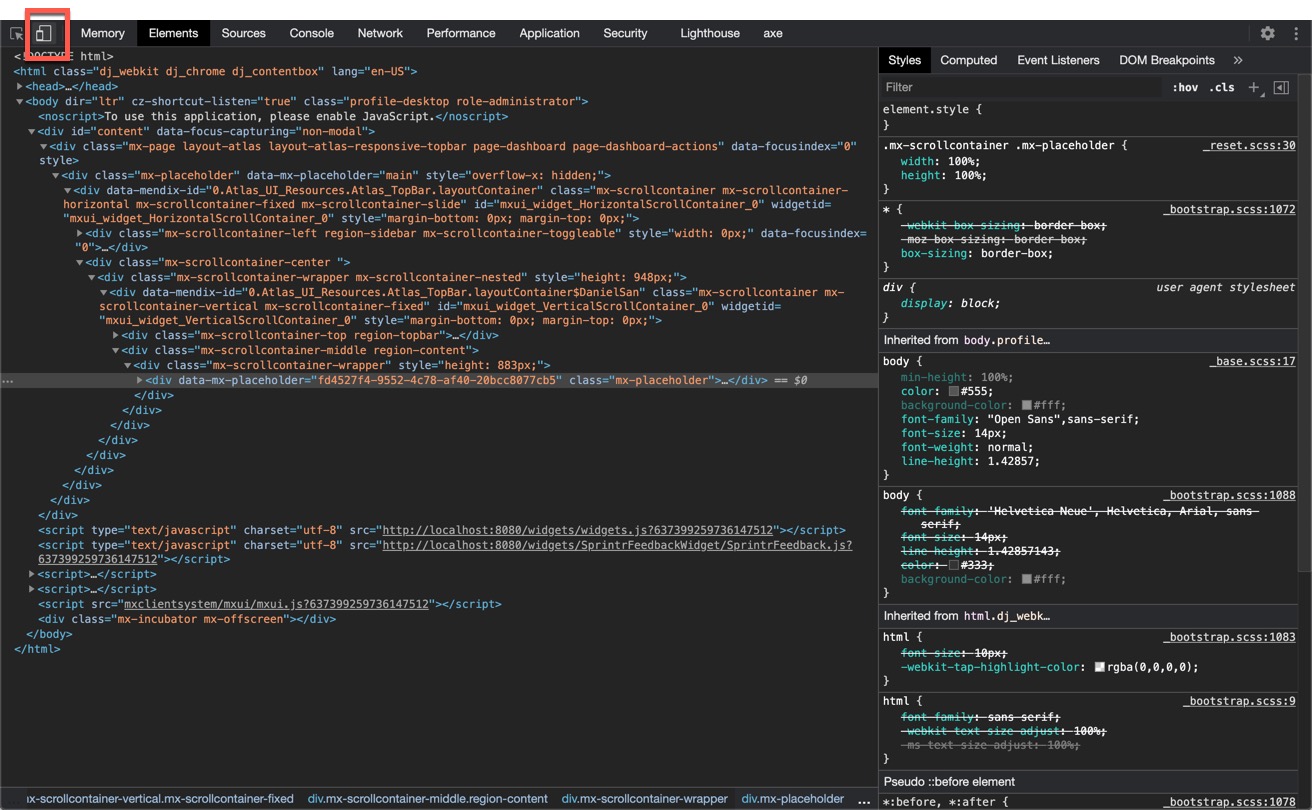 Memory Elements Sources Console Network Performance Application Security Lighthouse axe
<!DOCTYPE html>
<html class="dj_webkit dj_chrome dj_contentbox" lang="en-US">
<head>…</head>
<body dir="ltr" cz-shortcut-listen="true" class="profile-desktop role-administrator">
<noscript>To use this application, please enable JavaScript.</noscript>
<div id="content" data-focus-capturing="non-modal">
<div class="mx-page layout-atlas layout-atlas-responsive-topbar page-dashboard page-dashboard-actions" data-focusindex="0"
style>
<div class="mx-placeholder" data-mx-placeholder="main" style="overflow-x: hidden;">
<div data-mendix-id="0.Atlas_UI_Resources.Atlas_TopBar.layoutContainer" class="mx-scrollcontainer mx-scrollcontainer-
horizontal mx-scrollcontainer-fixed mx-scrollcontainer-slide" id="mxui_widget_HorizontalScrollContainer_0" widgetid=
"mxui_widget_HorizontalScrollContainer_0" style="margin-bottom: 0px; margin-top: 0px;">
<div class="mx-scrollcontainer-left region-sidebar mx-scrollcontainer-toggleable" style="width: 0px;" data-focusindex=
"0">…</div>
<div class="mx-scrollcontainer-center ">
<div class="mx-scrollcontainer-wrapper mx-scrollcontainer-nested" style="height: 948px;">
<div data-mendix-id="0.Atlas_UI_Resources.Atlas_TopBar.layoutContainer$DanielSan" class="mx-scrollcontainer mx-
scrollcontainer-vertical mx-scrollcontainer-fixed" id="mxui_widget_VerticalScrollContainer_0" widgetid=
"mxui_widget_VerticalScrollContainer_0" style="margin-bottom: 0px; margin-top: 0px;">
<div class="mx-scrollcontainer-top region-topbar">…</div>
<div class="mx-scrollcontainer-middle region-content">
<div class="mx-scrollcontainer-wrapper" style="height: 883px;">
… <div data-mx-placeholder="fd4527f4-9552-4c78-af40-20bcc8077cb5" class="mx-placeholder">…</div> == $0
</div>
</div>
</div>
</div>
</div>
</div>
</div>
</div>
</div>
<script type="text/javascript" charset="utf-8" src="http://localhost:8080/widgets/widgets.js?637399259736147512"></script>
<script type="text/javascript" charset="utf-8" src="http://localhost:8080/widgets/SprintrFeedbackWidget/SprintrFeedback.js?
637399259736147512"></script>
<script>…</script>
<script>…</script>
<script src="mxclientsystem/mxui/mxui.js?637399259736147512"></script>
<div class="mx-incubator mx-offscreen"></div>
</body>
</html>
ıx-scrollcontainer-vertical.mx-scrollcontainer-fixed div.mx-scrollcontainer-middle.region-content div.mx-scrollcontainer-wrapper div.mx-placeholder …
Styles Computed Event Listeners DOM Breakpoints »
Filter :hov .cls +
element.style {
}
.mx-scrollcontainer .mx-placeholder { _reset.scss:30
width: 100%;
height: 100%;
}
* { _bootstrap.scss:1072
-webkit-box-sizing: border-box;
-moz-box-sizing: border-box;
box-sizing: border-box;
}
div { user agent stylesheet
display: block;
}
Inherited from body.profile…
body { _base.scss:17
min-height: 100%;
color: #555;
background-color: #fff;
font-family: "Open Sans",sans-serif;
font-size: 14px;
font-weight: normal;
line-height: 1.42857;
}
body { _bootstrap.scss:1088
font-family: 'Helvetica Neue', Helvetica, Arial, sans-
serif;
font-size: 14px;
line-height: 1.42857143;
color: #333;
background-color: #fff;
}
Inherited from html.dj_webk…
html { _bootstrap.scss:1083
font-size: 10px;
-webkit-tap-highlight-color: rgba(0,0,0,0);
}
html { _bootstrap.scss:9
font-family: sans-serif;
-webkit-text-size-adjust: 100%;
-ms-text-size-adjust: 100%;
}
Pseudo ::before element
*:before, *:after { _bootstrap.scss:1078